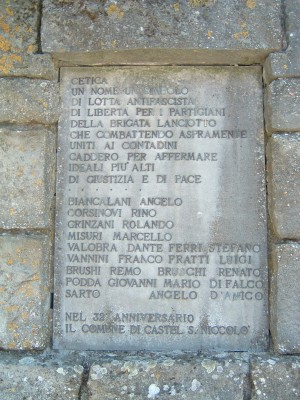 CETICA
UN NOME UN SIMBOLO
DI LOTTA ANTIFASCISTA
DI LIBERTA PER I PARTIGIANI
DELLA BRIGATA LANCIOTTO
CHE COMBATTENDO ASPRAMENTE
UNITI AI CONTADINI
CADDERO PER AFFERMARE
IDEALI PIU' ALTI
DI GIUSTIZIA E DI PACE
. . . . . .
BIANCALANI ANGELO
CORSINOVI RINO
GRINZANI ROLANDO
MISURI MARCELLO
VALOBRA DANTE FERRI STEFANO
VANNINI FRANCO FRATTI LUIGI
BRUSHI REMO BRUSCHI RENATO
PODDA GIOVANNI MARIO DI FALCO
SARTO ANGELO D'AMICO
NEL 32° ANNIVERSARIO
IL COMUNE DI CASTEL S. NICCOLO'